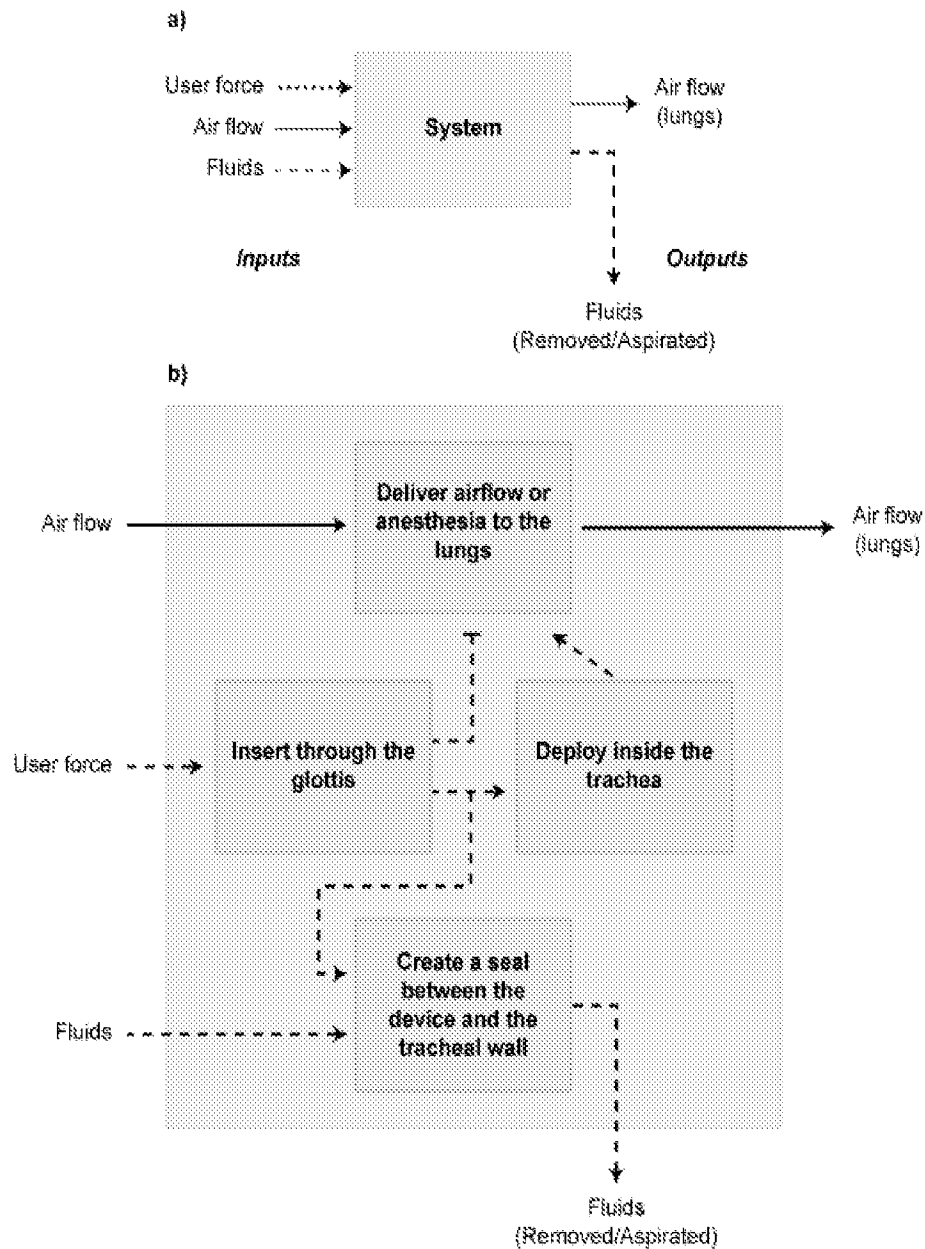 a)
User force
Air flow
Fluids
System
Air flow
(lungs)
Inputs
Outputs
Fluids
(Removed/Aspirated)
b)
Air flow
Deliver airflow or
anesthesia to the
lungs
Air flow
(lungs)
User force
Insert through the
glottis
Deploy inside the
trachea
Fluids
Create a seal
between the
device and the
tracheal wall
Fluids
(Removed/Aspirated)